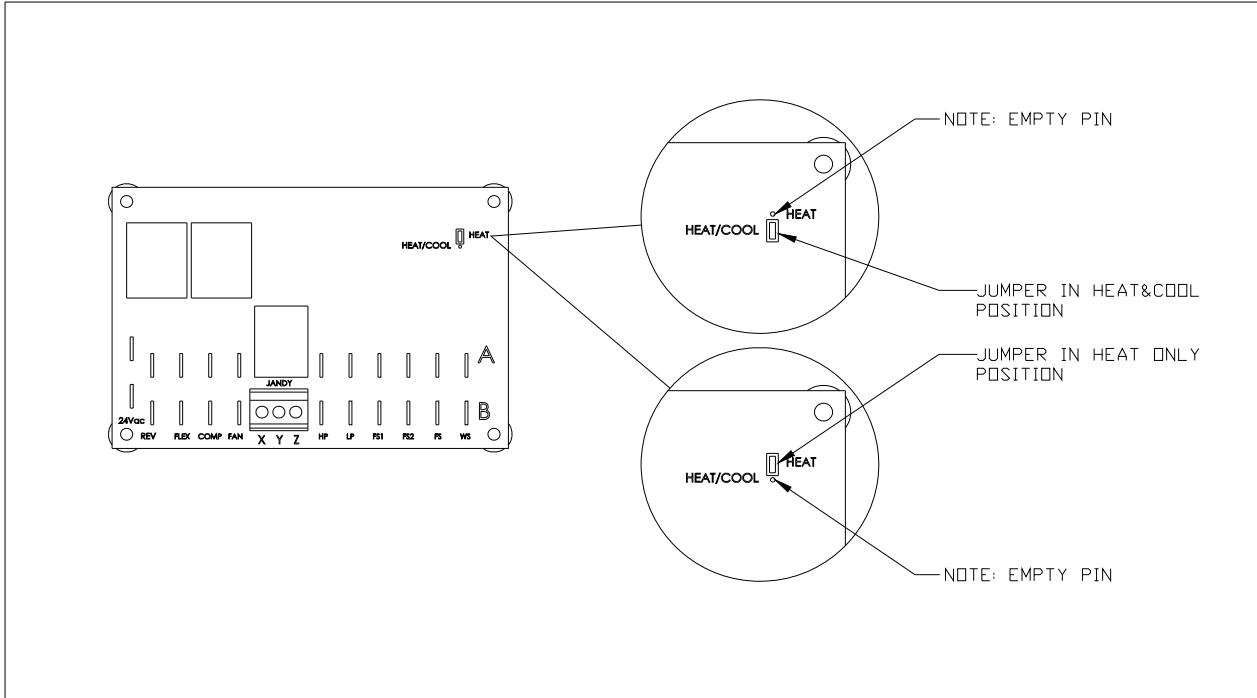 HEAT
HEAT/COOL
A
JANDY
B
24Vac
REV FLEX COMP FAN X Y Z HP LP FS1 FS2 FS WS
NOTE: EMPTY PIN
HEAT
HEAT/COOL
JUMPER IN HEAT&COOL
POSITION
JUMPER IN HEAT ONLY
POSITION
HEAT
HEAT/COOL
NOTE: EMPTY PIN